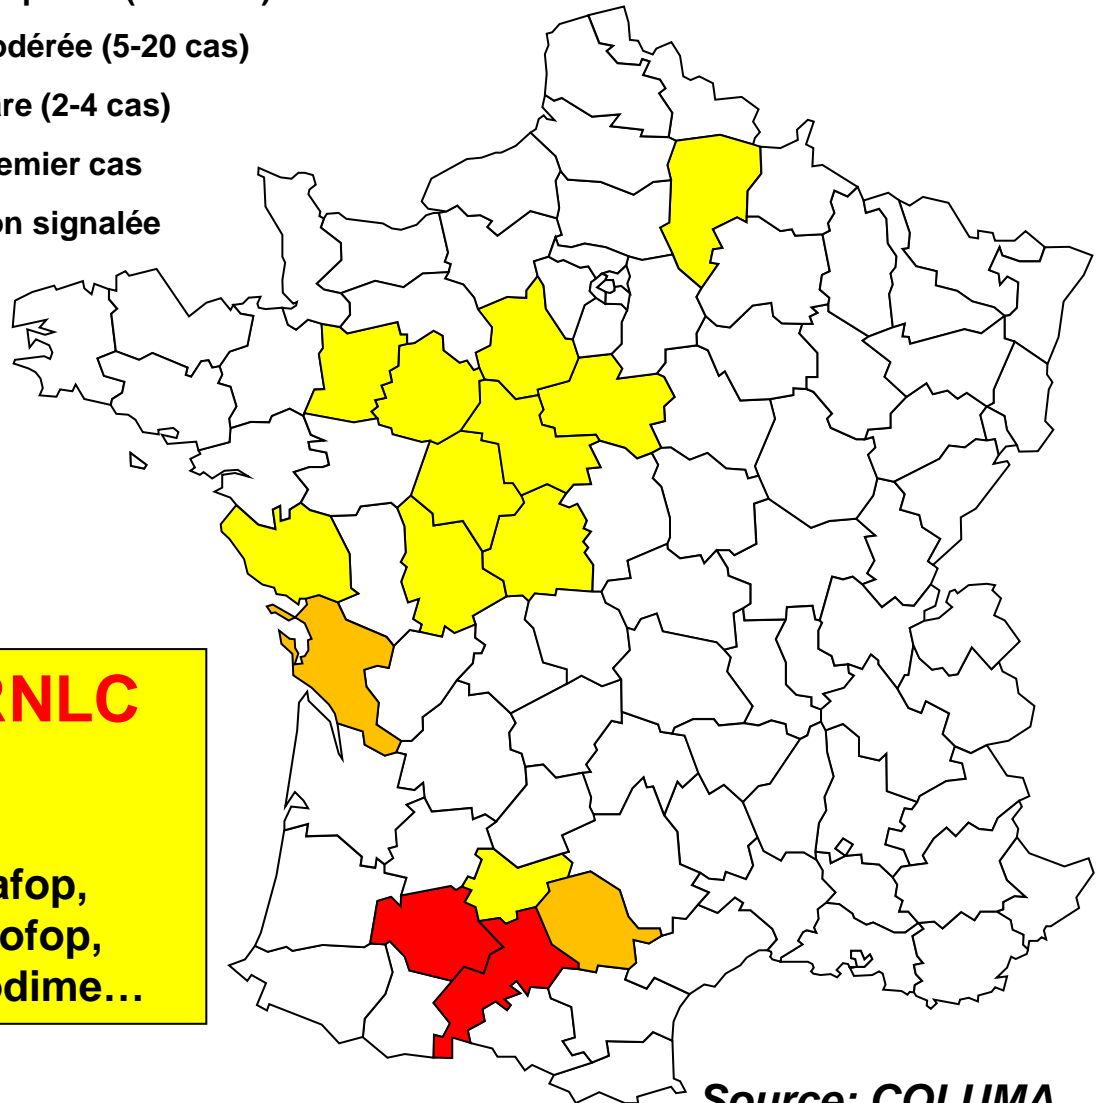 odérée (5-20 cas)
are (2-4 cas)
emier cas
on signalée
RNLC
afop,
ofop,
odime…
Source: COLUMA